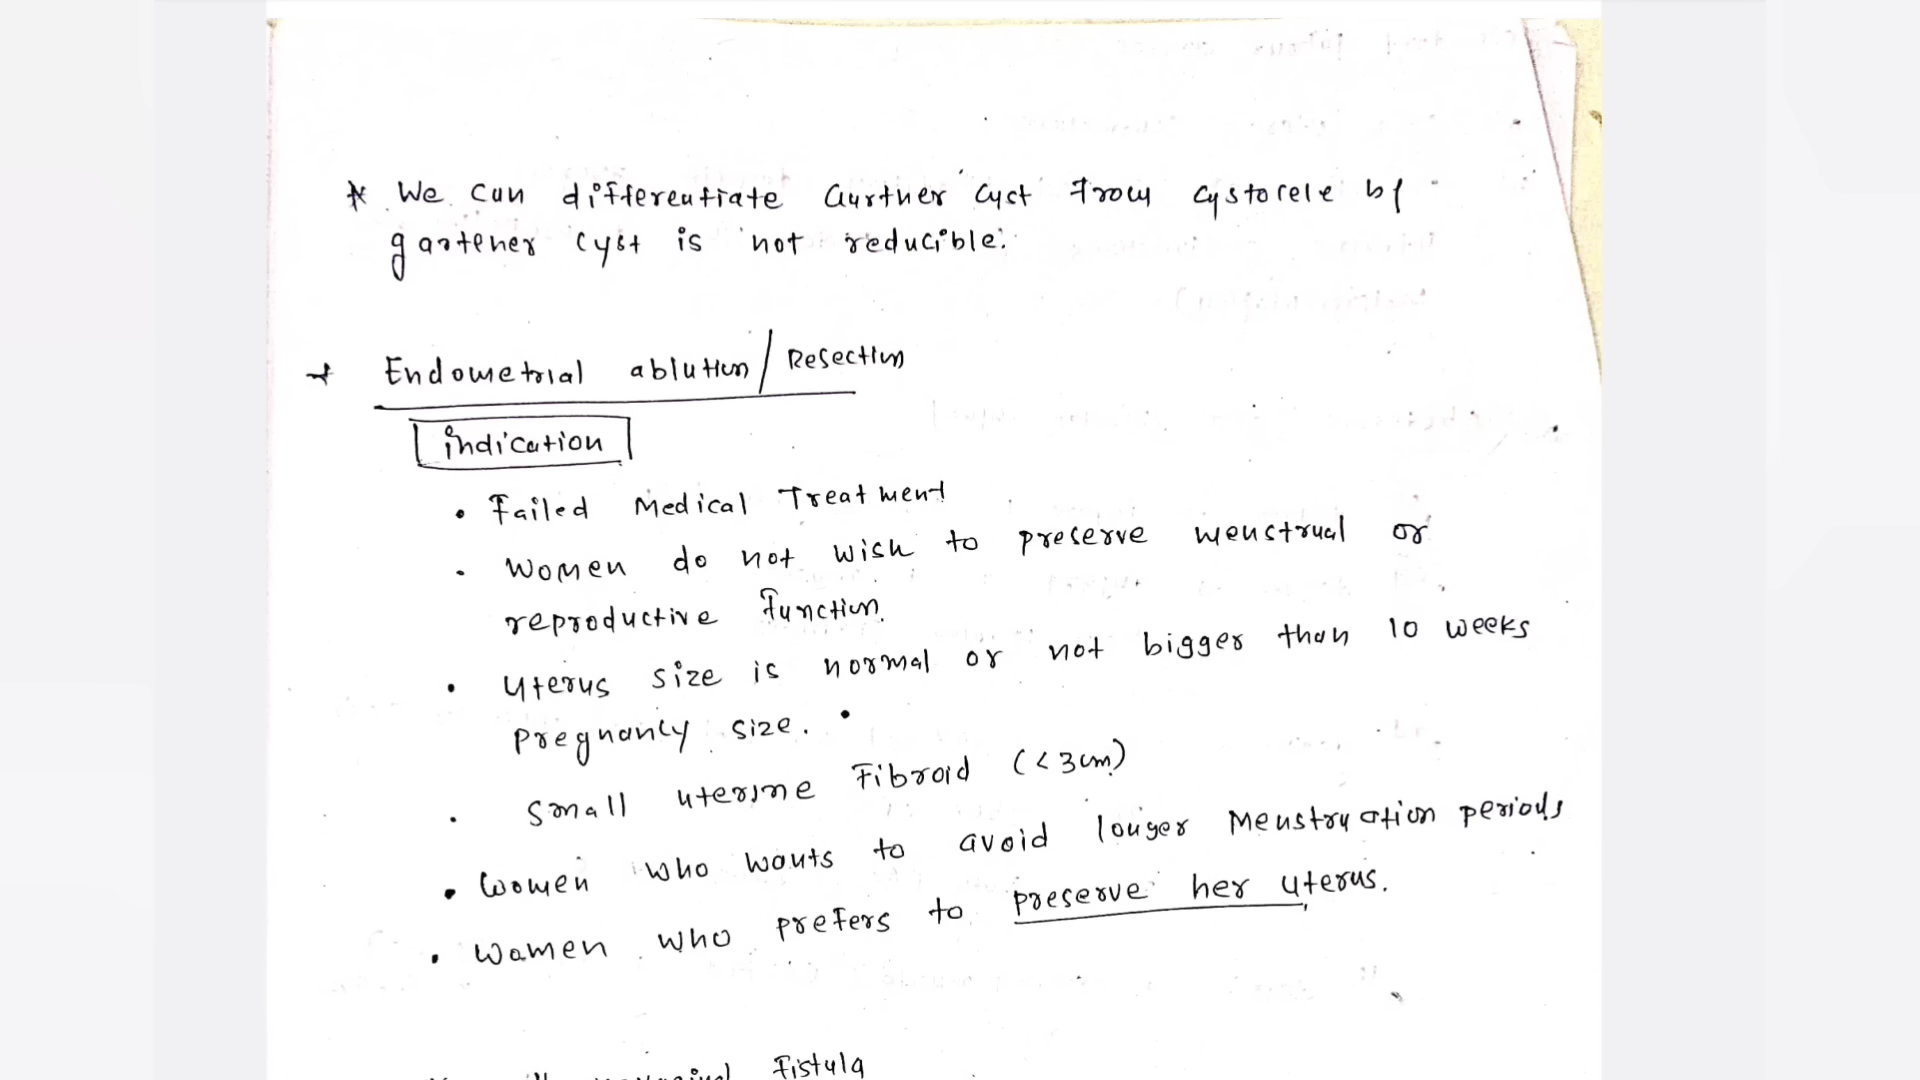 * We can differentiate Gartner cyst from cystocele by
gartener cyst is not reducible.
* Endometrial ablution / Resection
indication
• Failed Medical Treatment
• Women do not wish to preserve menstrual or
reproductive function.
• Uterus size is normal or not bigger than 10 weeks
pregnancy size.
• Small uterine Fibroid (<3cm)
• Women who wants to avoid longer Menstruation periods
• Women who prefers to preserve her uterus.
Fistula